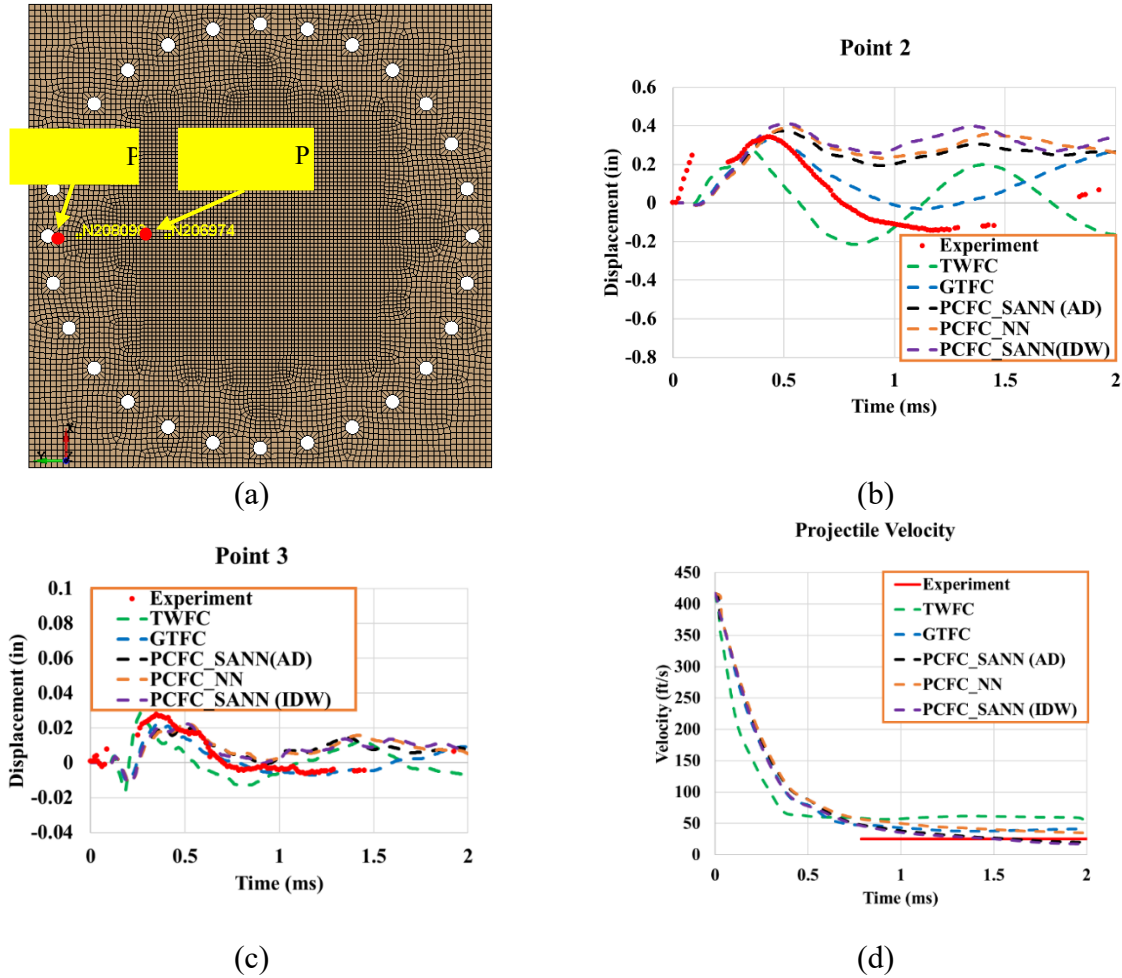 P
P
N206974
X
Y
Z
(a)
Point 2
Displacement (in)
0.6
0.4
0.2
0
-0.2
-0.4
-0.6
-0.8
0
0.5
1
1.5
2
Time (ms)
Experiment
TWFC
GTFC
PCFC_SANN (AD)
PCFC_NN
PCFC_SANN(IDW)
(b)
Point 3
Displacement (in)
0.1
0.08
0.06
0.04
0.02
0
-0.02
-0.04
0
0.5
1
1.5
2
Time (ms)
Experiment
TWFC
GTFC
PCFC_SANN(AD)
PCFC_NN
PCFC_SANN (IDW)
(c)
Projectile Velocity
Velocity (ft/s)
450
400
350
300
250
200
150
100
50
0
0
0.5
1
1.5
2
Time (ms)
Experiment
TWFC
GTFC
PCFC_SANN (AD)
PCFC_NN
PCFC_SANN (IDW)
(d)